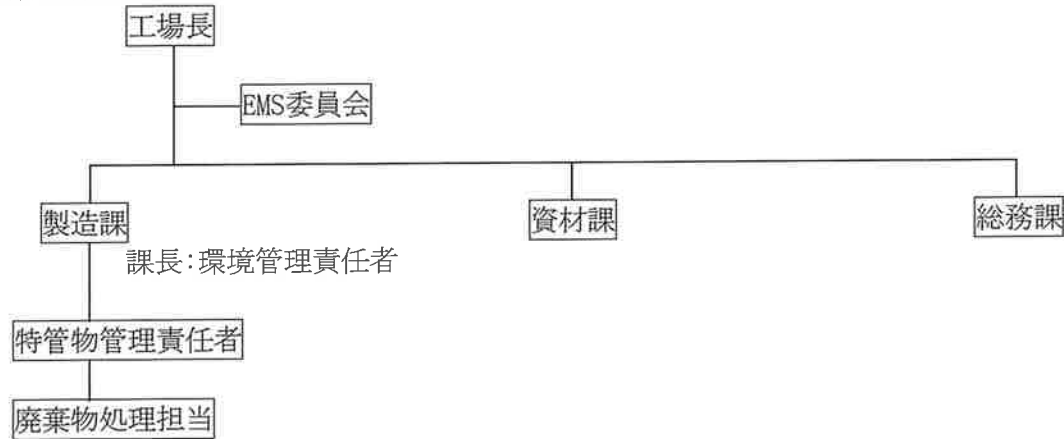 工場長
EMS委員会
製造課
資材課
総務課
課長:環境管理責任者
特管物管理責任者
廃棄物処理担当